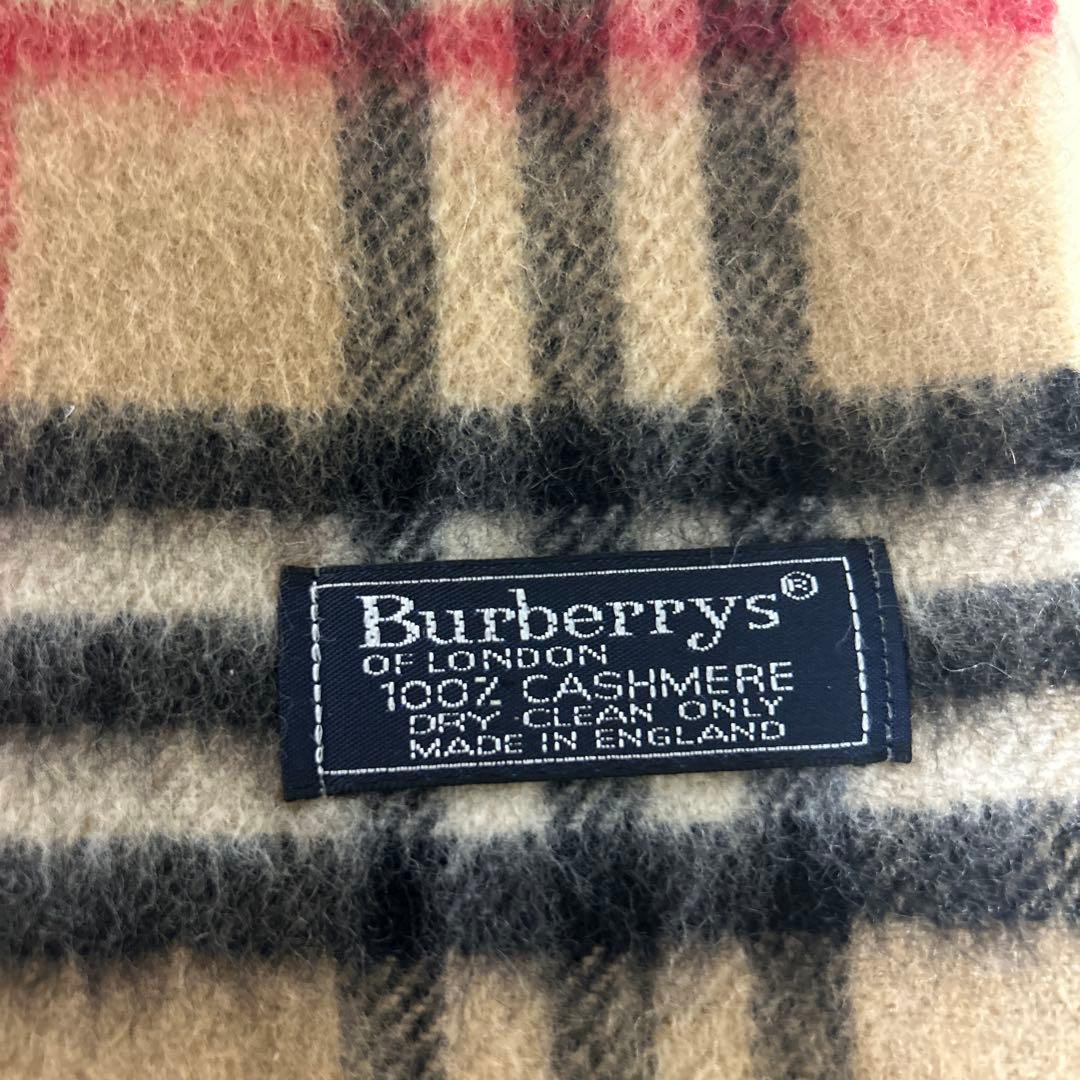 Burberrys®
OF LONDON
100% CASHMERE
DRY CLEAN ONLY
MADE IN ENGLAND